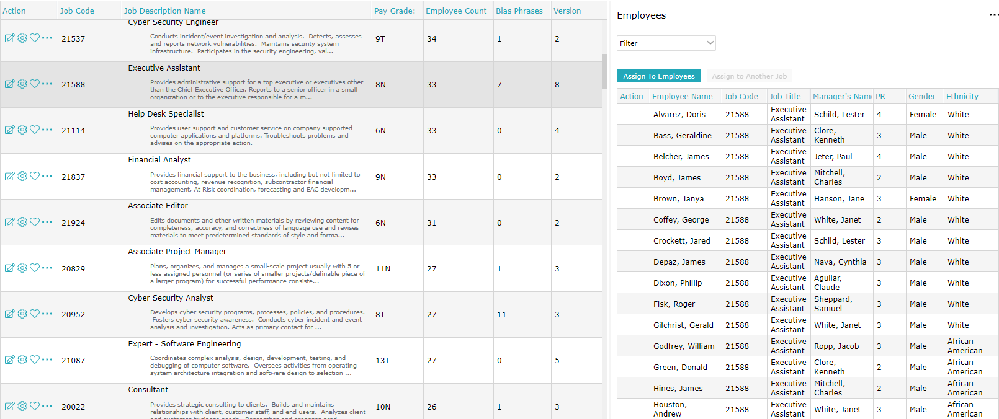 Action Job Code Job Description Name Pay Grade: Employee Count Bias Phrases Version
Cyber Security Engineer
21537 9T 34 1 2
Conducts incident/event investigation and analysis. Detects, assesses
and reports network vulnerabilities. Maintains security system
infrastructure. Participates in the security engineering, val...
Executive Assistant
21588 8N 33 7 8
Provides administrative support for a top executive or executives other
than the Chief Executive Officer. Reports to a senior officer in a small
organization or to the executive responsible for a m...
Help Desk Specialist
21114 6N 33 0 4
Provides user support and customer service on company supported
computer applications and platforms. Troubleshoots problems and
advises on the appropriate action.
Financial Analyst
21837 9N 33 0 2
Provides financial support to the business, including but not limited to
cost accounting, revenue recognition, subcontractor financial
management, At Risk coordination, forecasting and EAC developm...
Associate Editor
21924 6N 31 0 2
Edits documents and other written materials by reviewing content for
completeness, accuracy, and correctness of language use and revises
materials to meet predetermined standards of style and forma...
Associate Project Manager
20829 11N 27 1 3
Plans, organizes, and manages a small-scale project usually with 5 or
less assigned personnel (or series of smaller projects/definable piece of
a larger program) for successful performance consiste...
Cyber Security Analyst
20952 8T 27 11 3
Develops cyber security programs, processes, policies, and procedures.
Fosters cyber security awareness. Conducts cyber incident and event
analysis and investigation. Acts as primary contact for ...
Expert - Software Engineering
21087 13T 27 0 5
Coordinates complex analysis, design, development, testing, and
debugging of computer software. Oversees activities from operating
system architecture integration and software design to selection ...
Consultant
20022 10N 26 1 3
Provides strategic consulting to clients. Builds and maintains
relationships with client, customer staff, and end users. Analyzes client
Employees
Filter
Assign To Employees Assign to Another Job
Action Employee Name Job Code Job Title Manager's Nam PR Gender Ethnicity
Alvarez, Doris 21588 Executive Assistant Schild, Lester 4 Female White
Bass, Geraldine 21588 Executive Assistant Clore, Kenneth 3 Male White
Belcher, James 21588 Executive Assistant Jeter, Paul 4 Male White
Boyd, James 21588 Executive Assistant Mitchell, Charles 2 Male White
Brown, Tanya 21588 Executive Assistant Hanson, Jane 3 Female White
Coffey, George 21588 Executive Assistant White, Janet 2 Male White
Crockett, Jared 21588 Executive Assistant Schild, Lester 3 Male White
Depaz, James 21588 Executive Assistant Nava, Cynthia 3 Male White
Dixon, Phillip 21588 Executive Assistant Aguilar, Claude 3 Male White
Fisk, Roger 21588 Executive Assistant Sheppard, Samuel 3 Male White
Gilchrist, Gerald 21588 Executive Assistant White, Janet 3 Male White
Godfrey, William 21588 Executive Assistant Ropp, Jacob 3 Male African-American
Green, Donald 21588 Executive Assistant Clore, Kenneth 2 Male African-American
Hines, James 21588 Executive Assistant Mitchell, Charles 2 Male African-American
Houston, Andrew 21588 Executive Assistant White, Janet 3 Male African-American